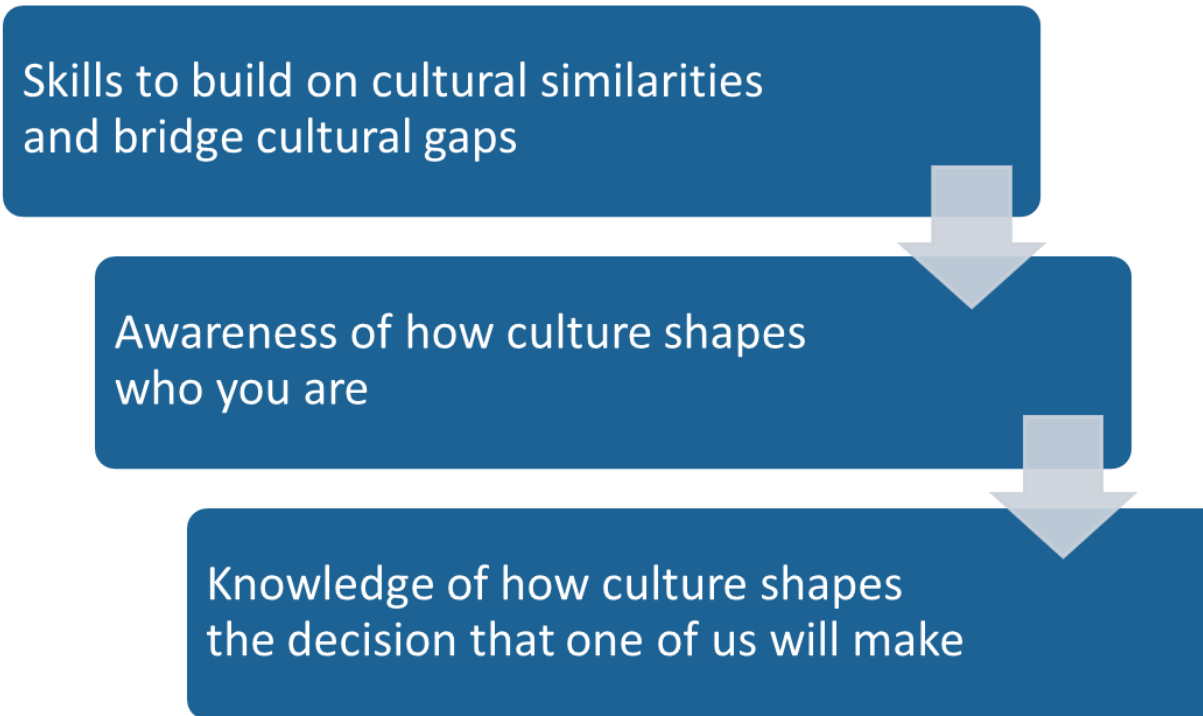 Skills to build on cultural similarities
and bridge cultural gaps
Awareness of how culture shapes
who you are
Knowledge of how culture shapes
the decision that one of us will make